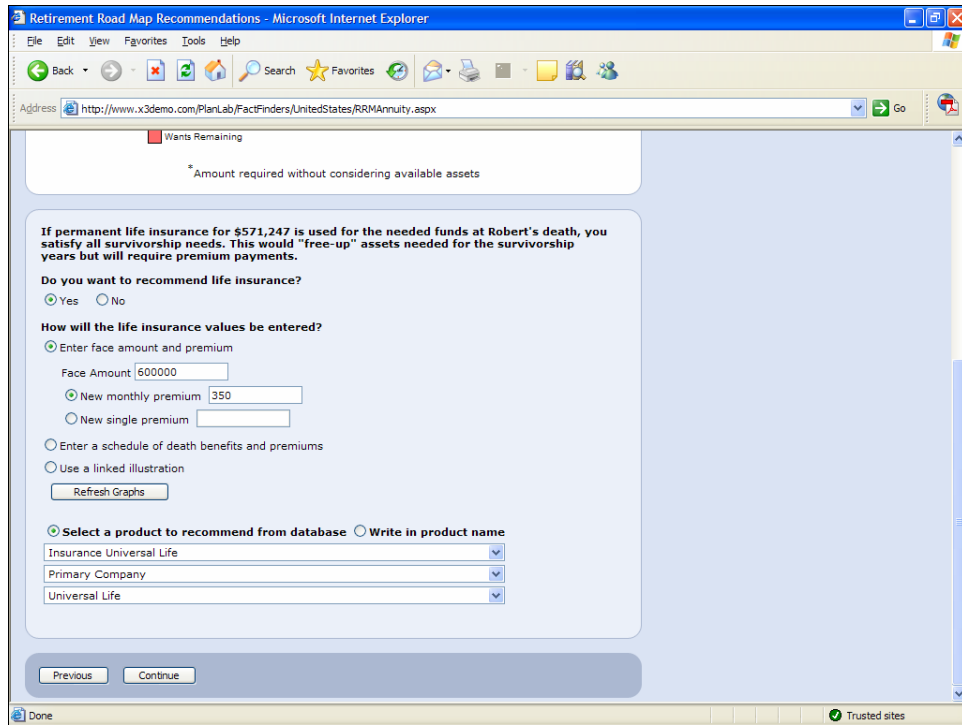 Retirement Road Map Recommendations - Microsoft Internet Explorer
File Edit View Favorites Tools Help
Back Search Favorites
Address http://www.x3demo.com/PlanLab/FactFinders/UnitedStates/RRMAnnuity.aspx Go
Wants Remaining
*Amount required without considering available assets
If permanent life insurance for $571,247 is used for the needed funds at Robert's death, you
satisfy all survivorship needs. This would "free-up" assets needed for the survivorship
years but will require premium payments.
Do you want to recommend life insurance?
Yes No
How will the life insurance values be entered?
Enter face amount and premium
Face Amount 600000
New monthly premium 350
New single premium
Enter a schedule of death benefits and premiums
Use a linked illustration
Refresh Graphs
Select a product to recommend from database Write in product name
Insurance Universal Life
Primary Company
Universal Life
Previous Continue
Done Trusted sites